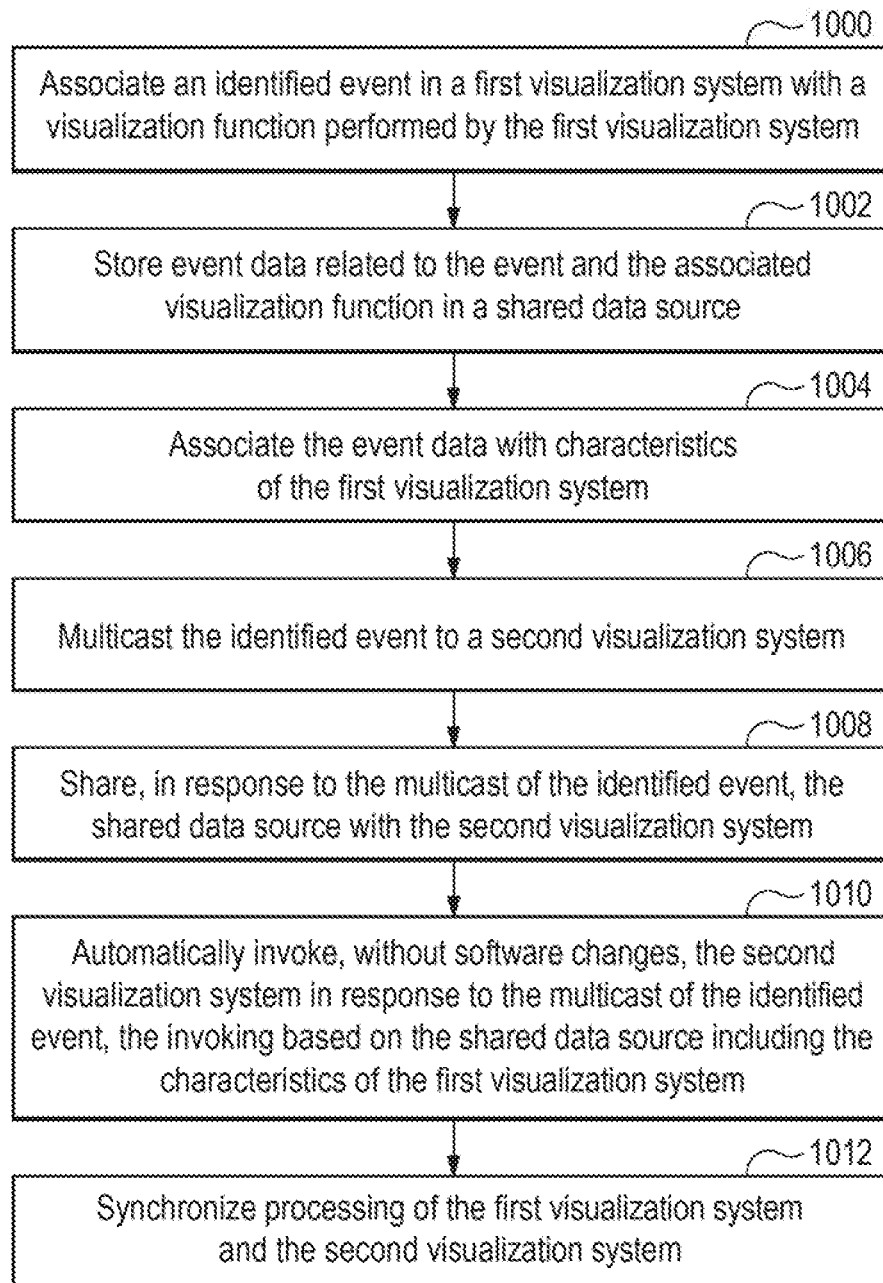 1000
Associate an identified event in a first visualization system with a
visualization function performed by the first visualization system
1002
Store event data related to the event and the associated
visualization function in a shared data source
1004
Associate the event data with characteristics
of the first visualization system
1006
Multicast the identified event to a second visualization system
1008
Share, in response to the multicast of the identified event, the
shared data source with the second visualization system
1010
Automatically invoke, without software changes, the second
visualization system in response to the multicast of the identified
event, the invoking based on the shared data source including the
characteristics of the first visualization system
1012
Synchronize processing of the first visualization system
and the second visualization system